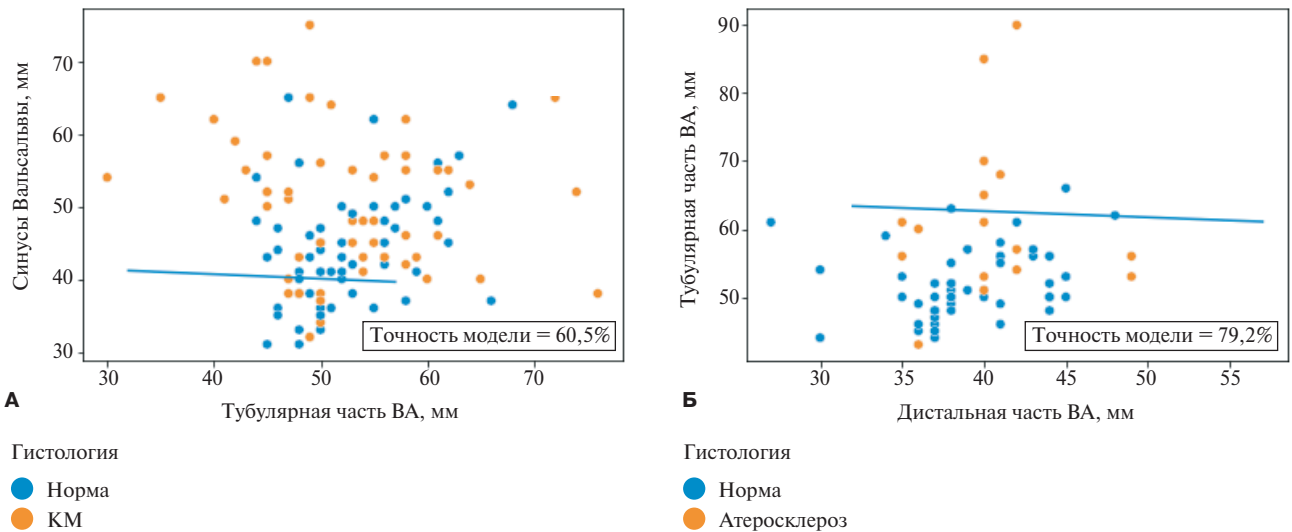 Синусы Вальсальвы, мм
70
60
50
40
30
30 40 50 60 70
Точность модели = 60,5%
Тубулярная часть ВА, мм
А
Гистология
Норма
КМ
Тубулярная часть ВА, мм
90
80
70
60
50
30 35 40 45 50 55
Точность модели = 79,2%
Дистальная часть ВА, мм
Б
Гистология
Норма
Атеросклероз